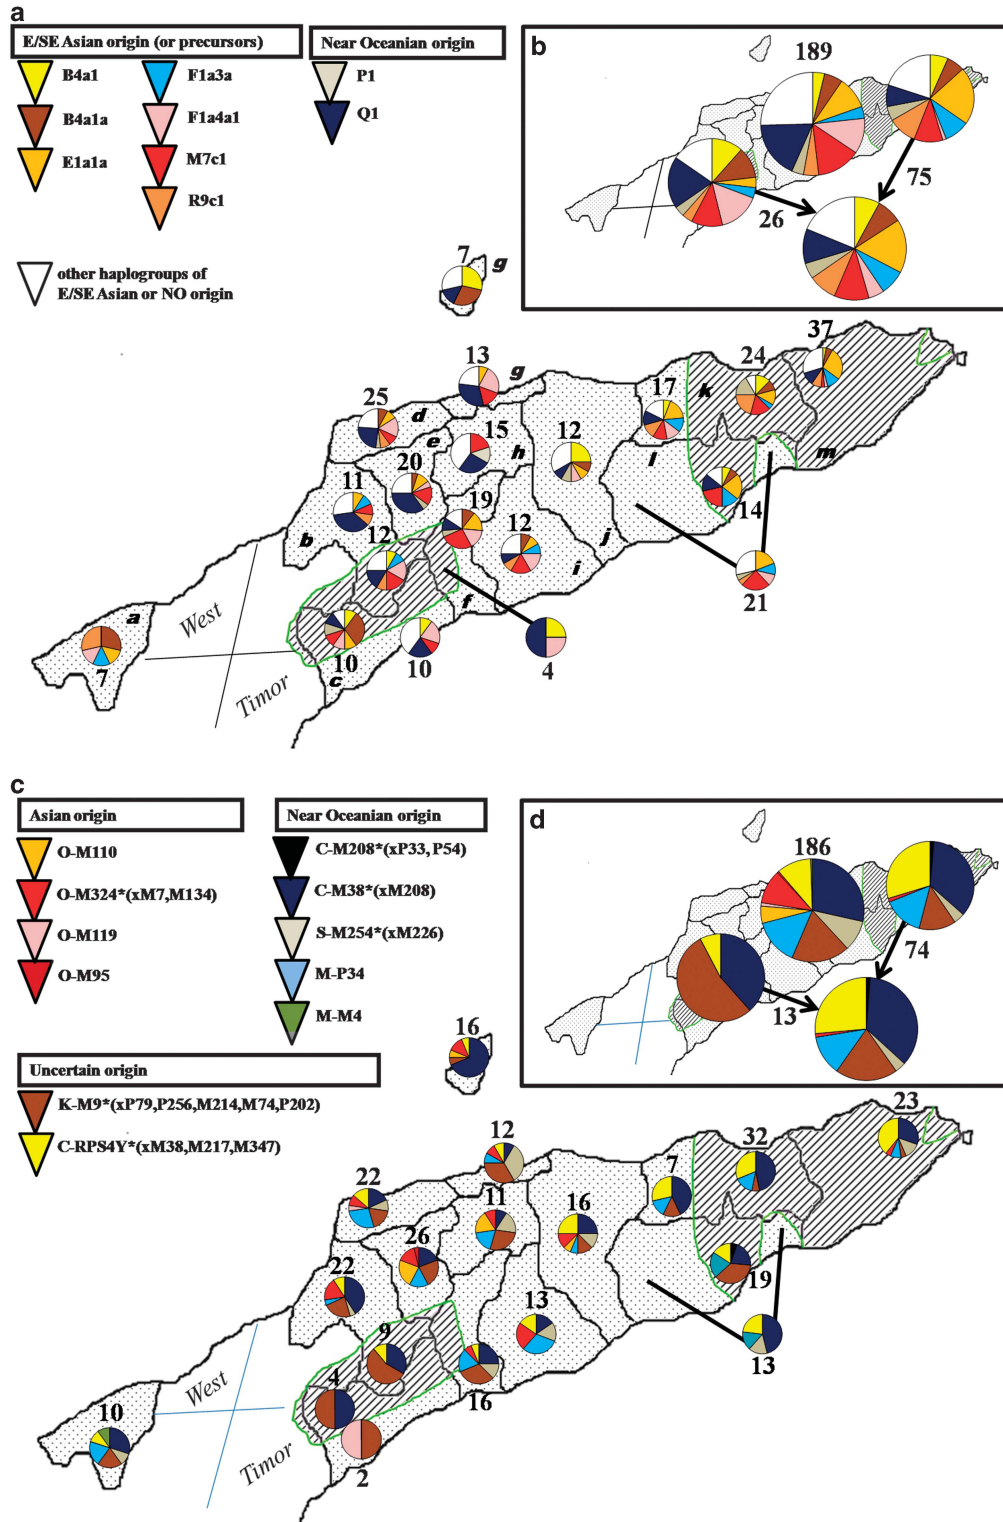 a
E/SE Asian origin (or precursors)
Near Oceanian origin
B4a1
F1a3a
P1
B4a1a
F1a4a1
Q1
E1a1a
M7c1
R9c1
other haplogroups of
E/SE Asian or NO origin
b
189
75
26
7
g
13
g
25
d
e
15
h
20
11
b
12
19
12
12
i
j
f
17
l
k
24
37
m
14
21
a
7
West
Timor
10
c
10
4
c
Asian origin
Near Oceanian origin
O-M110
C-M208*(xP33, P54)
O-M324*(xM7,M134)
C-M38*(xM208)
O-M119
S-M254*(xM226)
O-M95
M-P34
M-M4
Uncertain origin
K-M9*(xP79,P256,M214,M74,P202)
C-RPS4Y*(xM38,M217,M347)
d
186
74
13
16
12
22
11
26
22
16
7
32
23
19
13
13
9
4
16
2
10
West
Timor